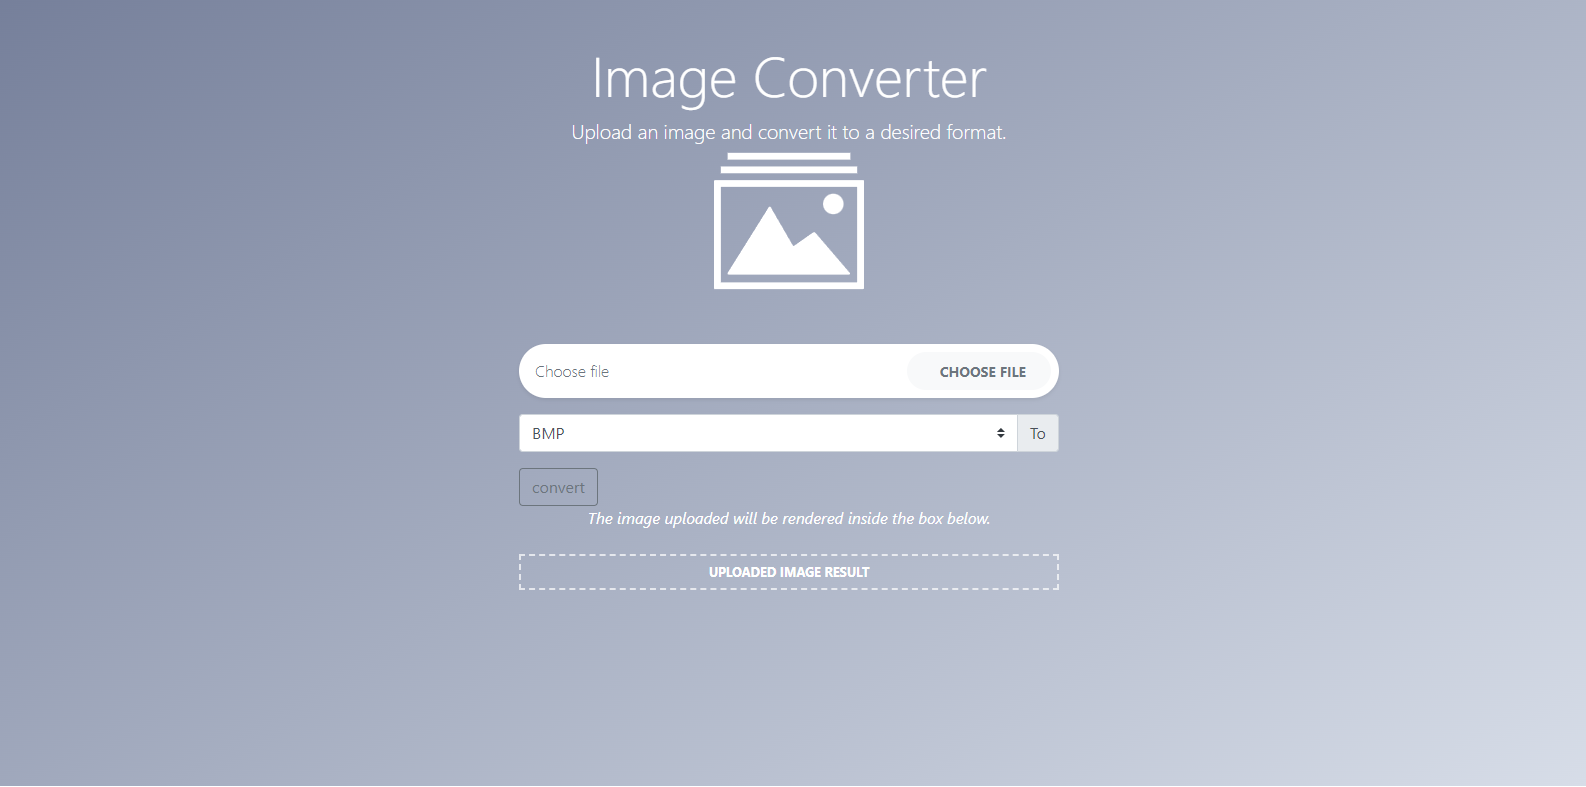 Image Converter
Upload an image and convert it to a desired format.
Choose file
CHOOSE FILE
BMP
To
convert
The image uploaded will be rendered inside the box below.
UPLOADED IMAGE RESULT